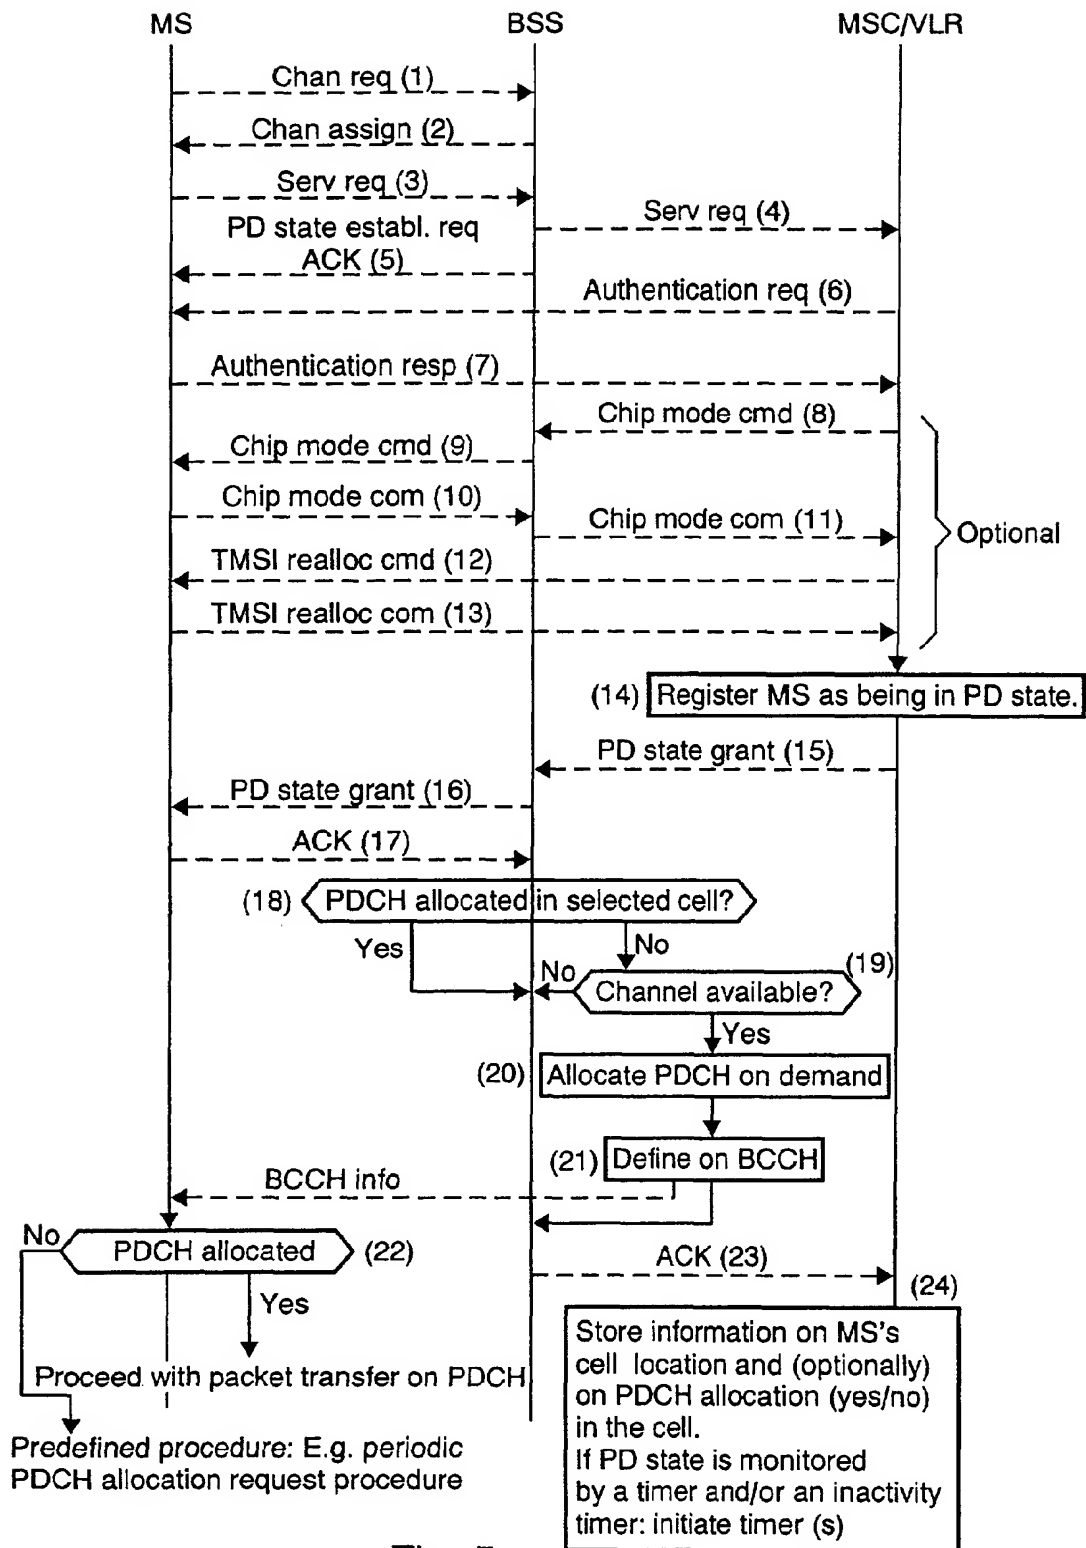 MS BSS MSC/VLR
Chan req (1)
Chan assign (2)
Serv req (3)
Serv req (4)
PD state establ. req
ACK (5)
Authentication req (6)
Authentication resp (7)
Chip mode cmd (8)
Chip mode cmd (9)
Chip mode com (10)
Chip mode com (11)
Optional
TMSI realloc cmd (12)
TMSI realloc com (13)
(14) Register MS as being in PD state.
PD state grant (15)
PD state grant (16)
ACK (17)
(18) PDCH allocated in selected cell?
Yes No
(19)
No Channel available?
Yes
(20) Allocate PDCH on demand
(21) Define on BCCH
BCCH info
No PDCH allocated (22)
ACK (23)
(24)
Yes
Proceed with packet transfer on PDCH
Predefined procedure: E.g. periodic
PDCH allocation request procedure
Store information on MS's
cell location and (optionally)
on PDCH allocation (yes/no)
in the cell.
If PD state is monitored
by a timer and/or an inactivity
timer: initiate timer (s)